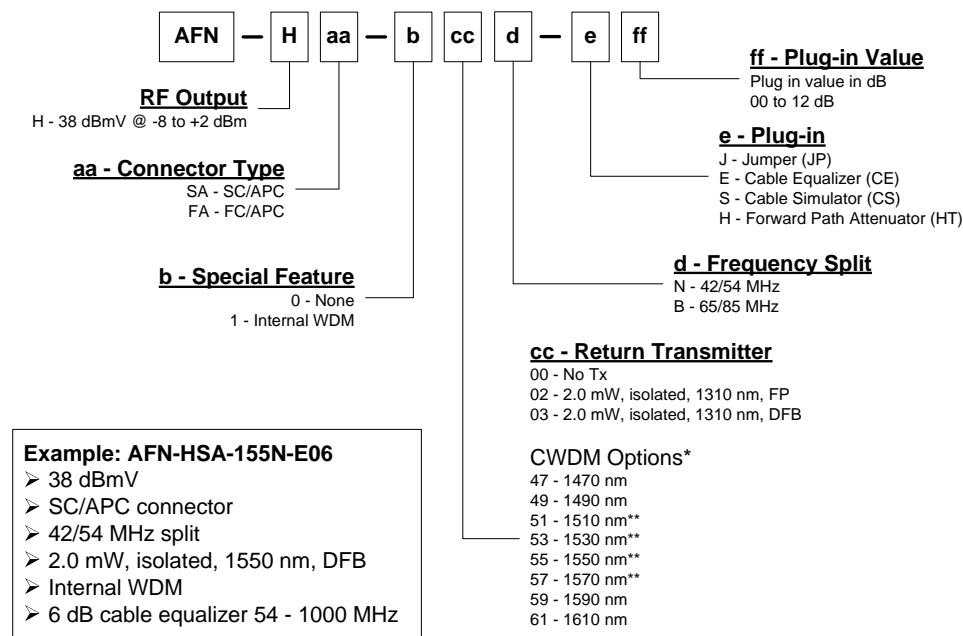 AFN — H aa — b cc d — e ff
ff - Plug-in Value
Plug in value in dB
00 to 12 dB
RF Output
H - 38 dBmV @ -8 to +2 dBm
e - Plug-in
J - Jumper (JP)
E - Cable Equalizer (CE)
S - Cable Simulator (CS)
H - Forward Path Attenuator (HT)
aa - Connector Type
SA - SC/APC
FA - FC/APC
d - Frequency Split
N - 42/54 MHz
B - 65/85 MHz
b - Special Feature
0 - None
1 - Internal WDM
cc - Return Transmitter
00 - No Tx
02 - 2.0 mW, isolated, 1310 nm, FP
03 - 2.0 mW, isolated, 1310 nm, DFB
CWDM Options*
47 - 1470 nm
49 - 1490 nm
51 - 1510 nm**
53 - 1530 nm**
55 - 1550 nm**
57 - 1570 nm**
59 - 1590 nm
61 - 1610 nm
Example: AFN-HSA-155N-E06
➢ 38 dBmV
➢ SC/APC connector
➢ 42/54 MHz split
➢ 2.0 mW, isolated, 1550 nm, DFB
➢ Internal WDM
➢ 6 dB cable equalizer 54 - 1000 MHz